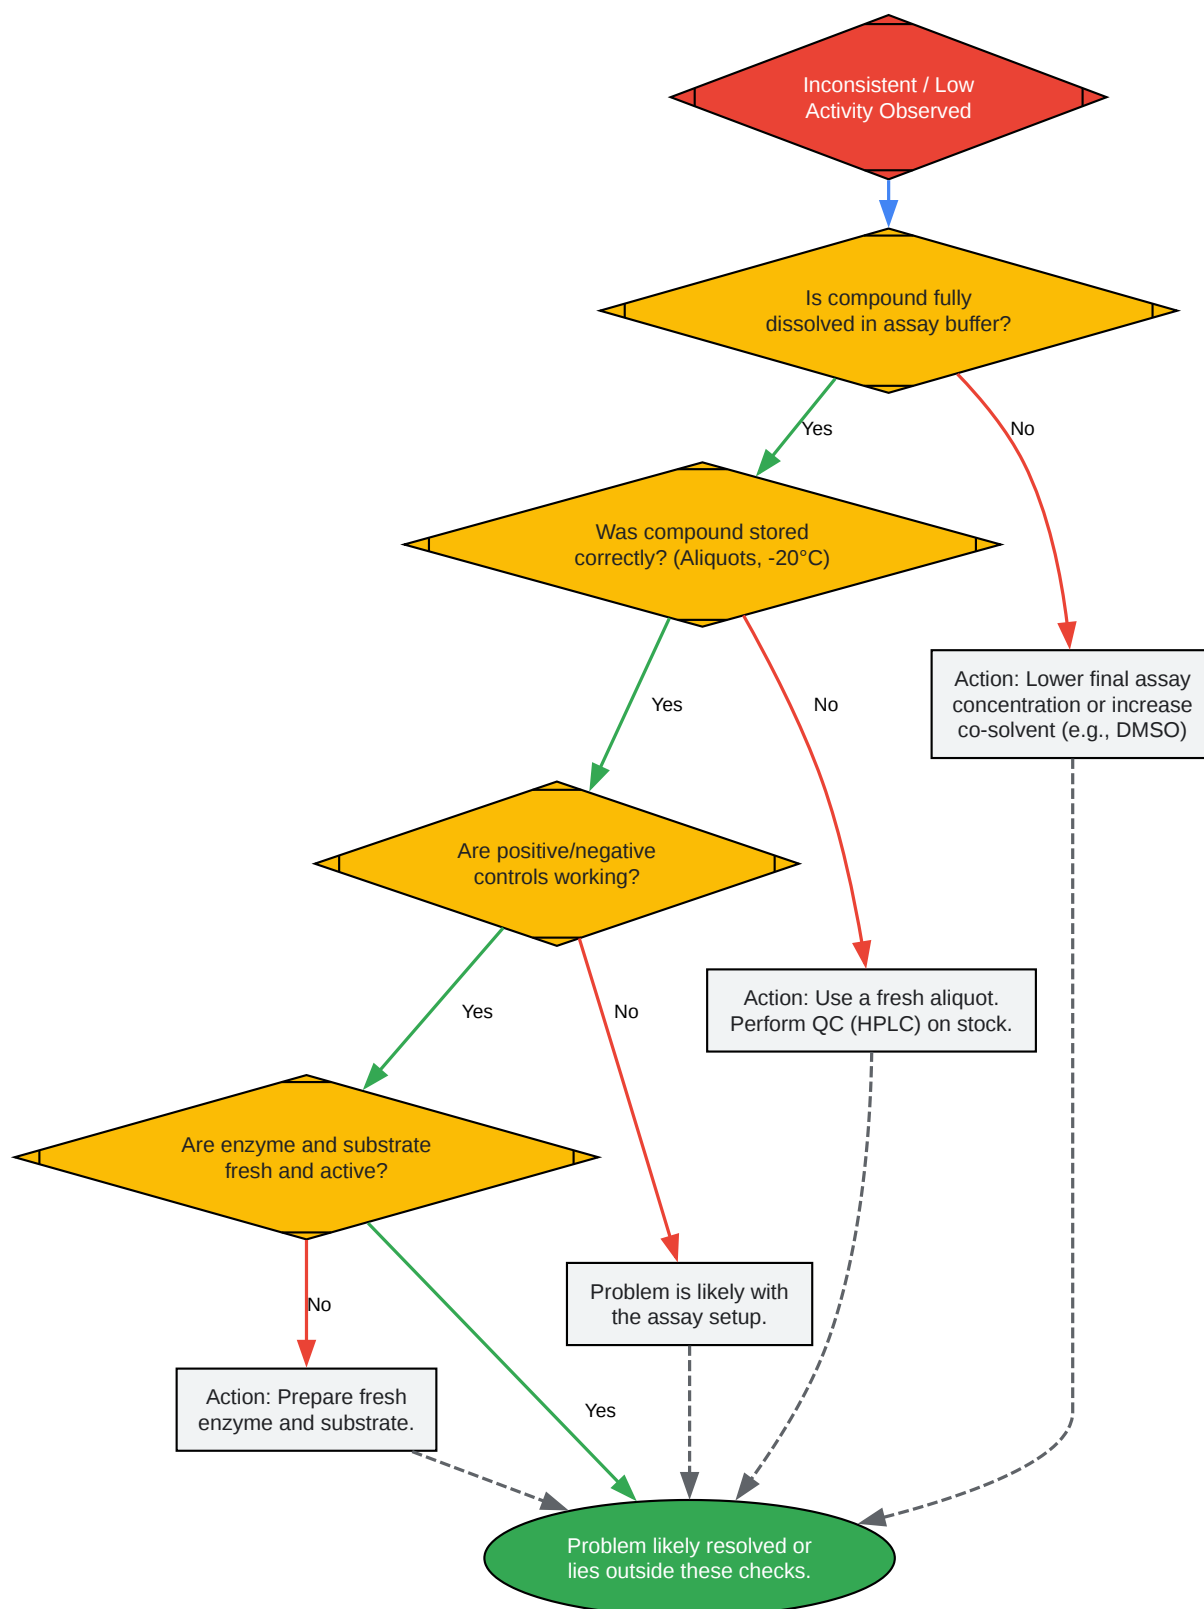 Inconsistent / Low
Activity Observed
Is compound fully
dissolved in assay buffer?
Yes
No
Was compound stored
correctly? (Aliquots, -20°C)
Yes
No
Action: Lower final assay
concentration or increase
co-solvent (e.g., DMSO)
Are positive/negative
controls working?
Yes
No
Action: Use a fresh aliquot.
Perform QC (HPLC) on stock.
Are enzyme and substrate
fresh and active?
No
Yes
Problem is likely with
the assay setup.
Action: Prepare fresh
enzyme and substrate.
Problem likely resolved or
lies outside these checks.